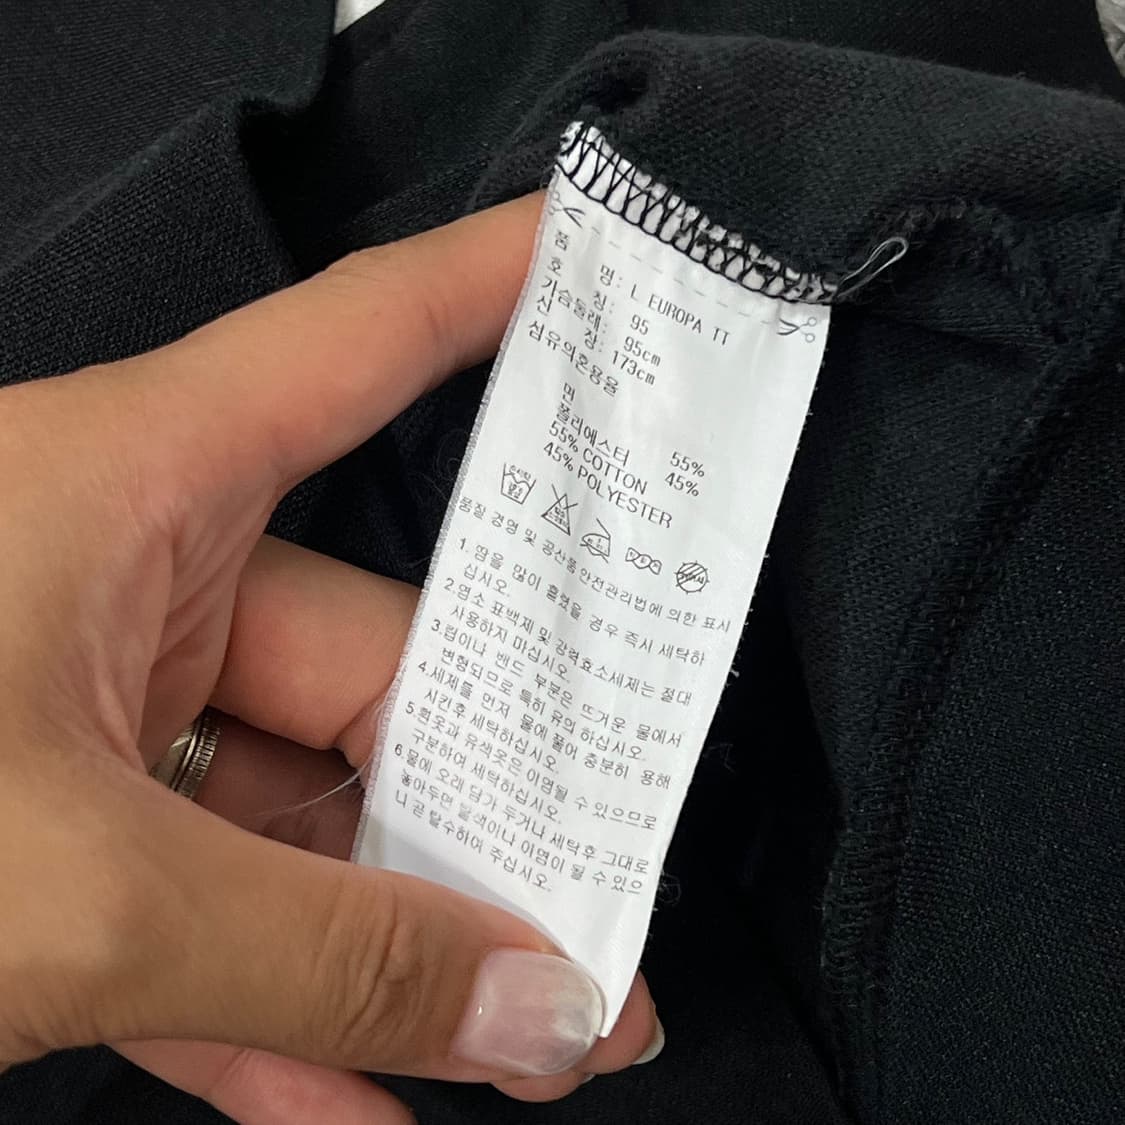 품 명: L EUROPA TT
호 칭: 95
가슴둘레: 95cm
신 장: 173cm
섬유의혼용율
면 55%
폴리에스터 45%
55% COTTON
45% POLYESTER
품질 경영 및 공산품안전관리법에 의한 표시
1. 땀을 많이 흘렸을 경우 즉시 세탁하
십시오.
2.염소 표백제 및 강력효소세제는 절대
사용하지 마십시오.
3.립이나 밴드 부분은 뜨거운 물에서
변형되므로 특히 유의 하십시오.
4.세제를 먼저 물에 풀어 충분히 용해
시킨후 세탁하십시오.
5.흰옷과 유색옷은 이염될 수 있으므로
구분하여 세탁하십시오.
6.물에 오래 담가 두거나 세탁후 그대로
놓아두면 탈색이나 이염이 될 수 있으
니 곧 탈수하여 주십시오.